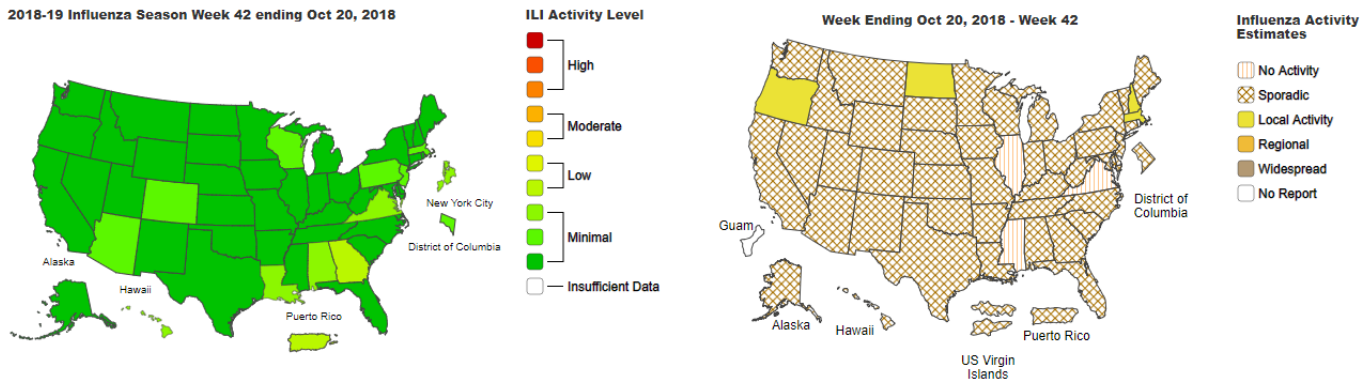 2018-19 Influenza Season Week 42 ending Oct 20, 2018
ILI Activity Level
High
Moderate
Low
Minimal
Insufficient Data
New York City
District of Columbia
Alaska
Hawaii
Puerto Rico
Week Ending Oct 20, 2018 - Week 42
Influenza Activity
Estimates
No Activity
Sporadic
Local Activity
Regional
Widespread
No Report
District of
Columbia
Guam
Alaska
Hawaii
Puerto Rico
US Virgin
Islands